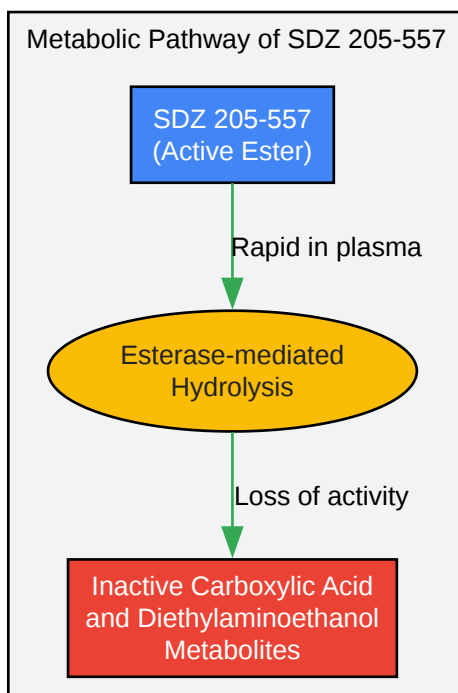 Metabolic Pathway of SDZ 205-557
SDZ 205-557
(Active Ester)
Rapid in plasma
Esterase-mediated
Hydrolysis
Loss of activity
Inactive Carboxylic Acid
and Diethylaminoethanol
Metabolites